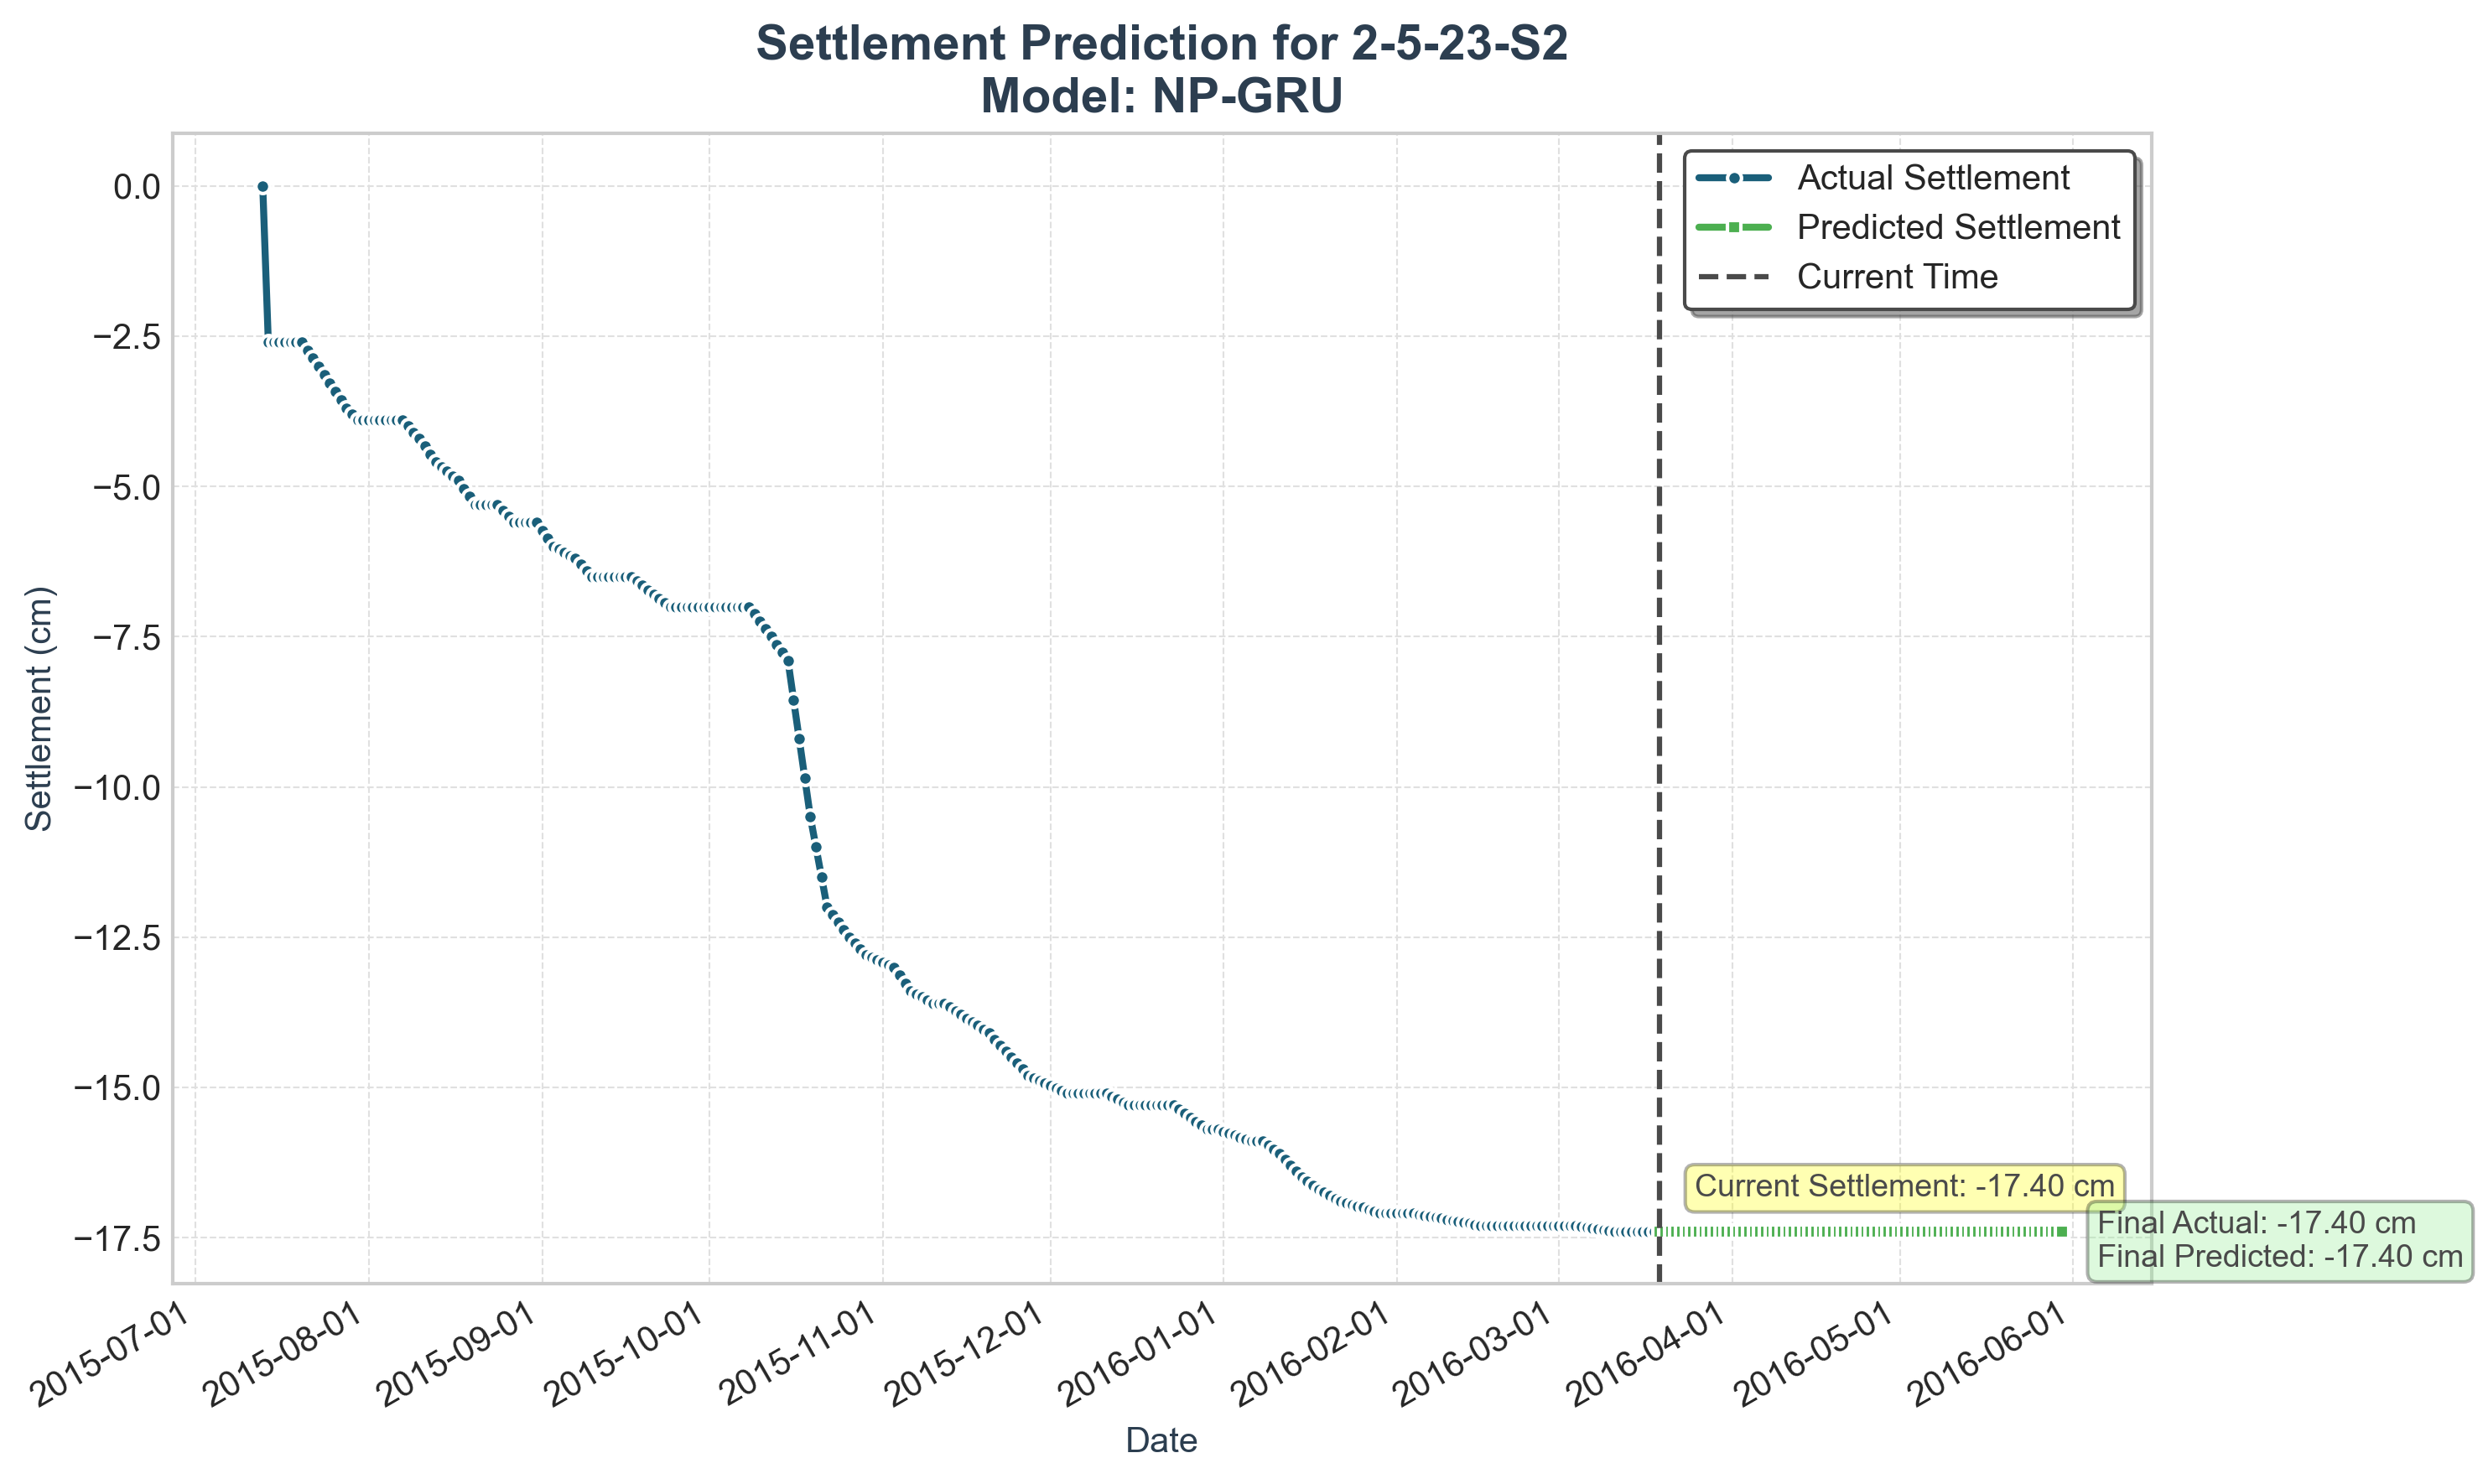 Settlement Prediction for 2-5-23-S2
Model: NP-GRU
Actual Settlement
Predicted Settlement
Current Time
Settlement (cm)
0.0
−2.5
−5.0
−7.5
−10.0
−12.5
−15.0
−17.5
Current Settlement: -17.40 cm
Final Actual: -17.40 cm
Final Predicted: -17.40 cm
2015-07-01
2015-08-01
2015-09-01
2015-10-01
2015-11-01
2015-12-01
2016-01-01
2016-02-01
2016-03-01
2016-04-01
2016-05-01
2016-06-01
Date